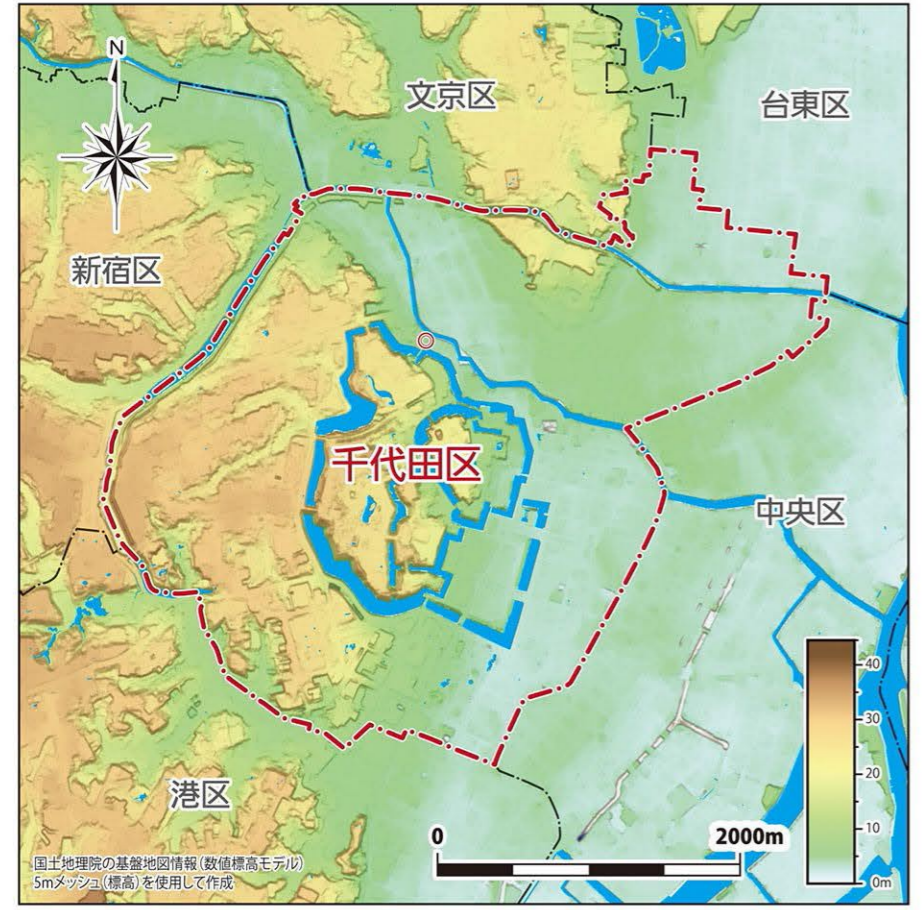 N
文京区
台東区
新宿区
千代田区
中央区
港区
40
30
20
10
0m
0
2000m
国土地理院の基盤地図情報（数値標高モデル）
5mメッシュ（標高）を使用して作成